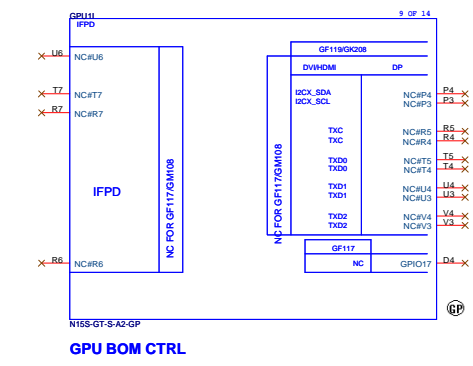 GPU1I
9 OF 14
IFPD
GF119/GK208
DVI/HDMI DP
U6 NC#U6
T7 NC#T7
R7 NC#R7
R6 NC#R6
IFPD
NC FOR GF117/GM108
NC FOR GF117/GM108
I2CX_SDA NC#P4 P4
I2CX_SCL NC#P3 P3
TXC NC#R5 R5
TXC NC#R4 R4
TXD0 NC#T5 T5
TXD0 NC#T4 T4
TXD1 NC#U4 U4
TXD1 NC#U3 U3
TXD2 NC#V4 V4
TXD2 NC#V3 V3
GF117
NC GPIO17 D4
GP
N15S-GT-S-A2-GP
GPU BOM CTRL